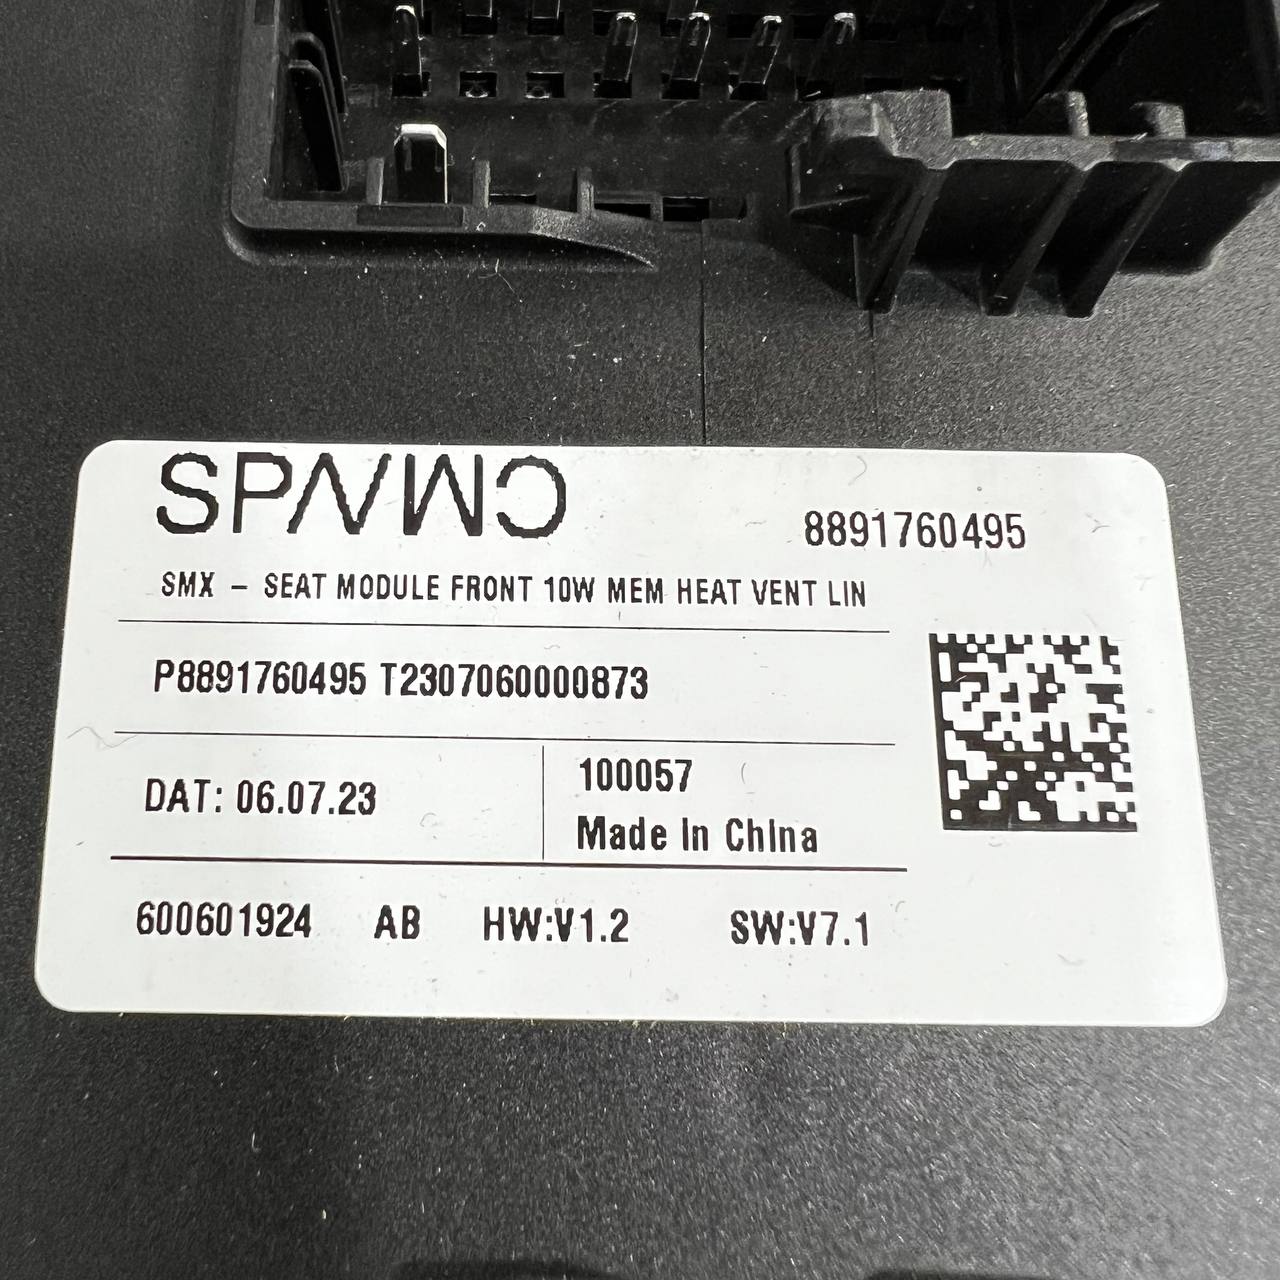 SPAWO
8891760495
SMX - SEAT MODULE FRONT 10W MEM HEAT VENT LIN
P8891760495 T2307060000873
DAT: 06.07.23
100057
Made In China
600601924 AB HW:V1.2 SW:V7.1